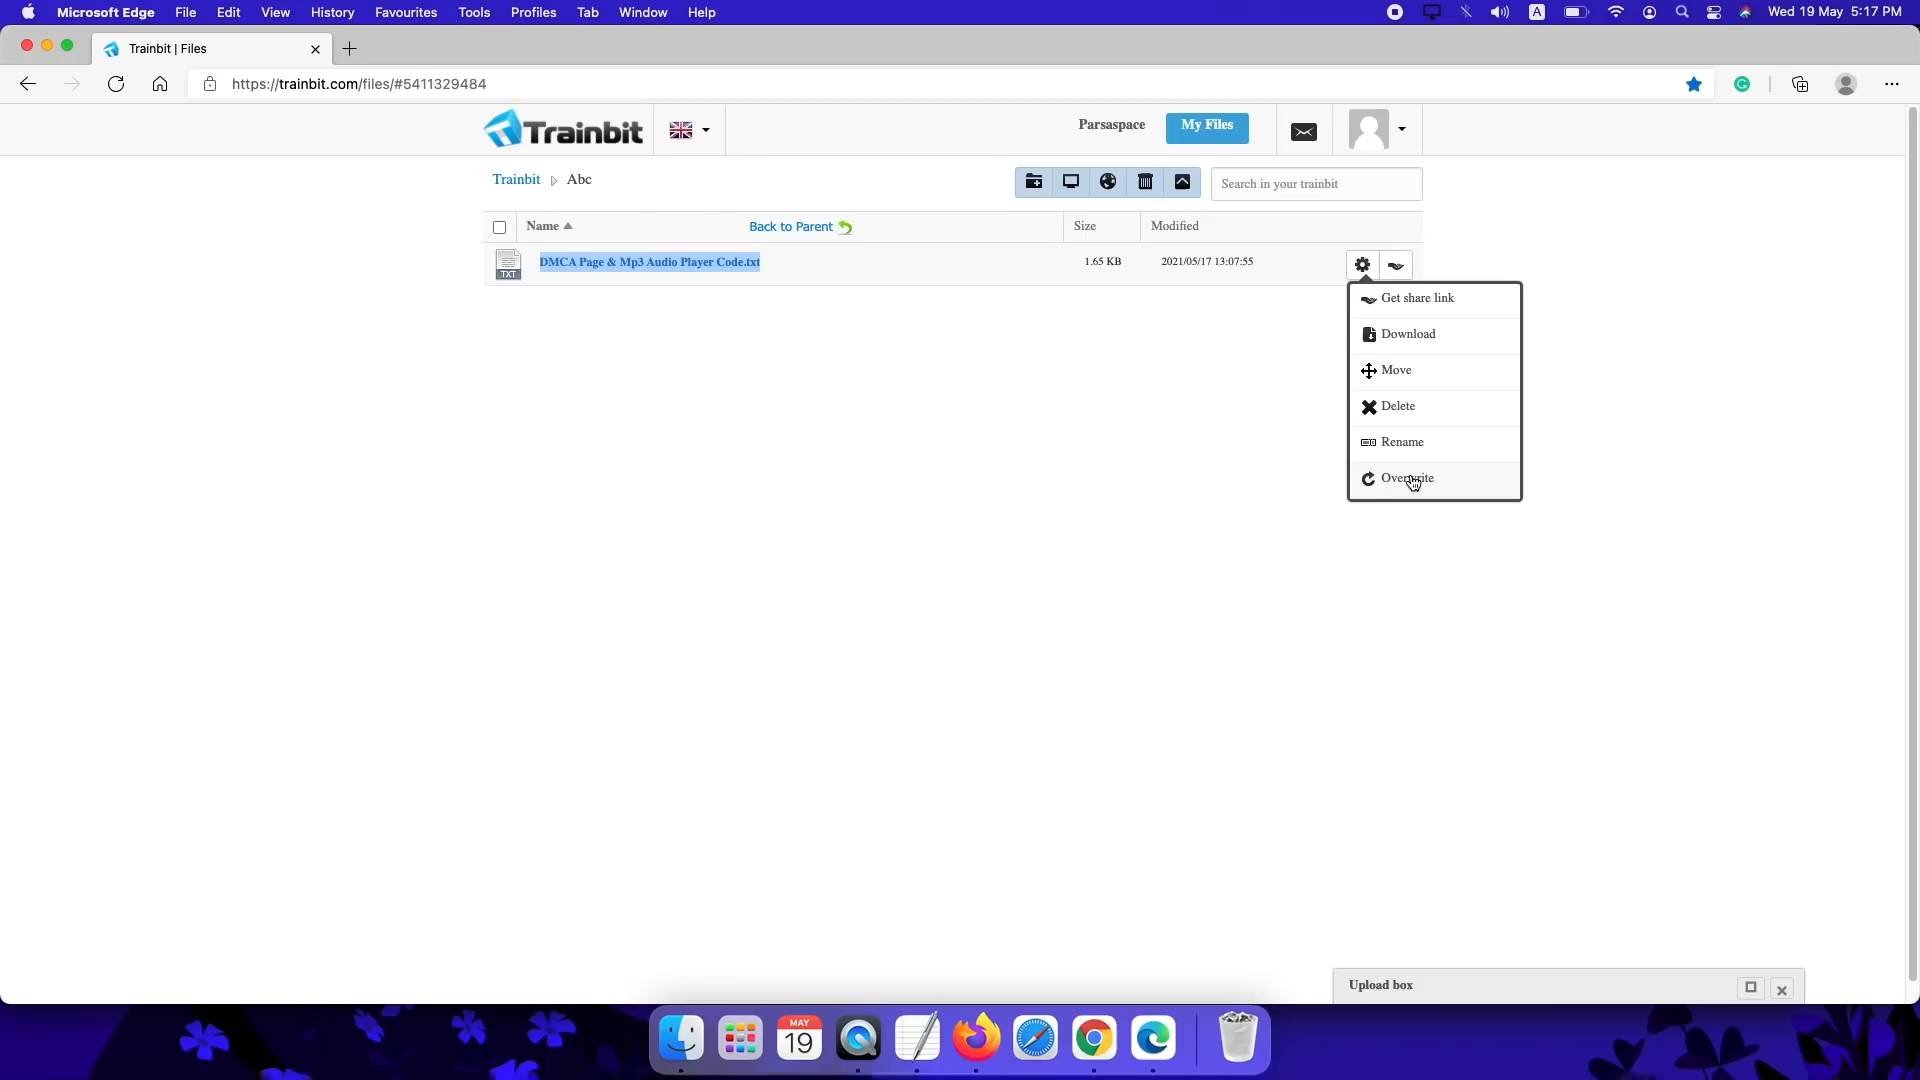 Microsoft Edge File Edit View History Favourites Tools Profiles Tab Window Help A Wed 19 May 5:17 PM
Trainbit | Files
https://trainbit.com/files/#5411329484
Trainbit Parsaspace My Files
Trainbit Abc Search in your trainbit
Name Back to Parent Size Modified
TXT DMCA Page & Mp3 Audio Player Code.txt 1.65 KB 2021/05/17 13:07:55
Get share link
Download
Move
Delete
Rename
Overwrite
Upload box
MAY
19